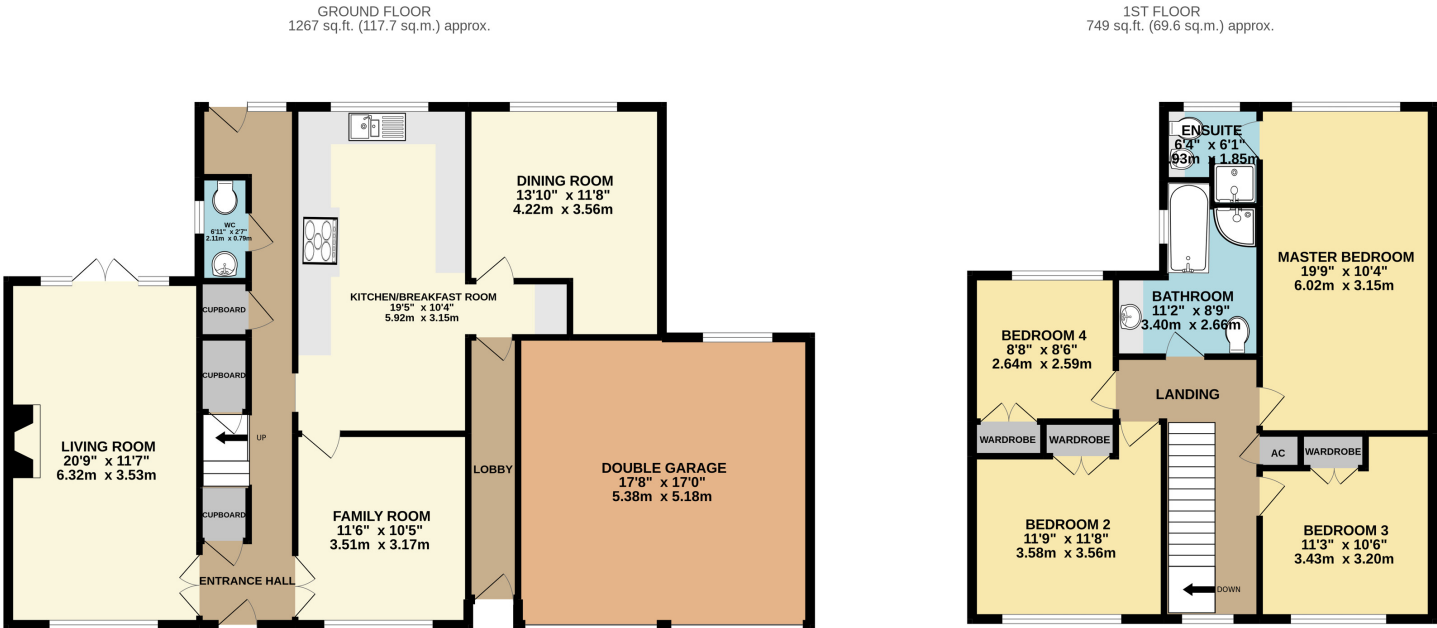 GROUND FLOOR
1267 sq.ft. (117.7 sq.m.) approx.
1ST FLOOR
749 sq.ft. (69.6 sq.m.) approx.
WC
6'11" x 2'7"
2.11m x 0.79m
DINING ROOM
13'10" x 11'8"
4.22m x 3.56m
CUPBOARD
KITCHEN/BREAKFAST ROOM
19'5" x 10'4"
5.92m x 3.15m
CUPBOARD
UP
LIVING ROOM
20'9" x 11'7"
6.32m x 3.53m
LOBBY
DOUBLE GARAGE
17'8" x 17'0"
5.38m x 5.18m
CUPBOARD
FAMILY ROOM
11'6" x 10'5"
3.51m x 3.17m
ENTRANCE HALL
ENSUITE
6'4" x 6'1"
.93m x 1.85m
MASTER BEDROOM
19'9" x 10'4"
6.02m x 3.15m
BATHROOM
11'2" x 8'9"
3.40m x 2.66m
BEDROOM 4
8'8" x 8'6"
2.64m x 2.59m
LANDING
WARDROBE
WARDROBE
AC
WARDROBE
BEDROOM 2
11'9" x 11'8"
3.58m x 3.56m
BEDROOM 3
11'3" x 10'6"
3.43m x 3.20m
DOWN